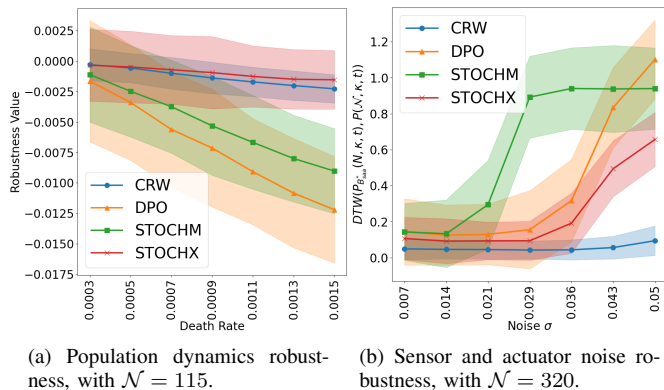 0.0025
0.0000
−0.0025
−0.0050
−0.0075
−0.0100
−0.0125
−0.0150
−0.0175
Robustness Value
CRW
DPO
STOCHM
STOCHX
0.0003
0.0005
0.0007
0.0009
0.0011
0.0013
0.0015
Death Rate
(a) Population dynamics robust-
ness, with 𝒩 = 115.
1.2
1.0
0.8
0.6
0.4
0.2
0.0
CRW
DPO
STOCHM
STOCHX
0.007
0.014
0.021
0.029
0.036
0.043
0.05
Noise σ
(b) Sensor and actuator noise ro-
bustness, with 𝒩 = 320.